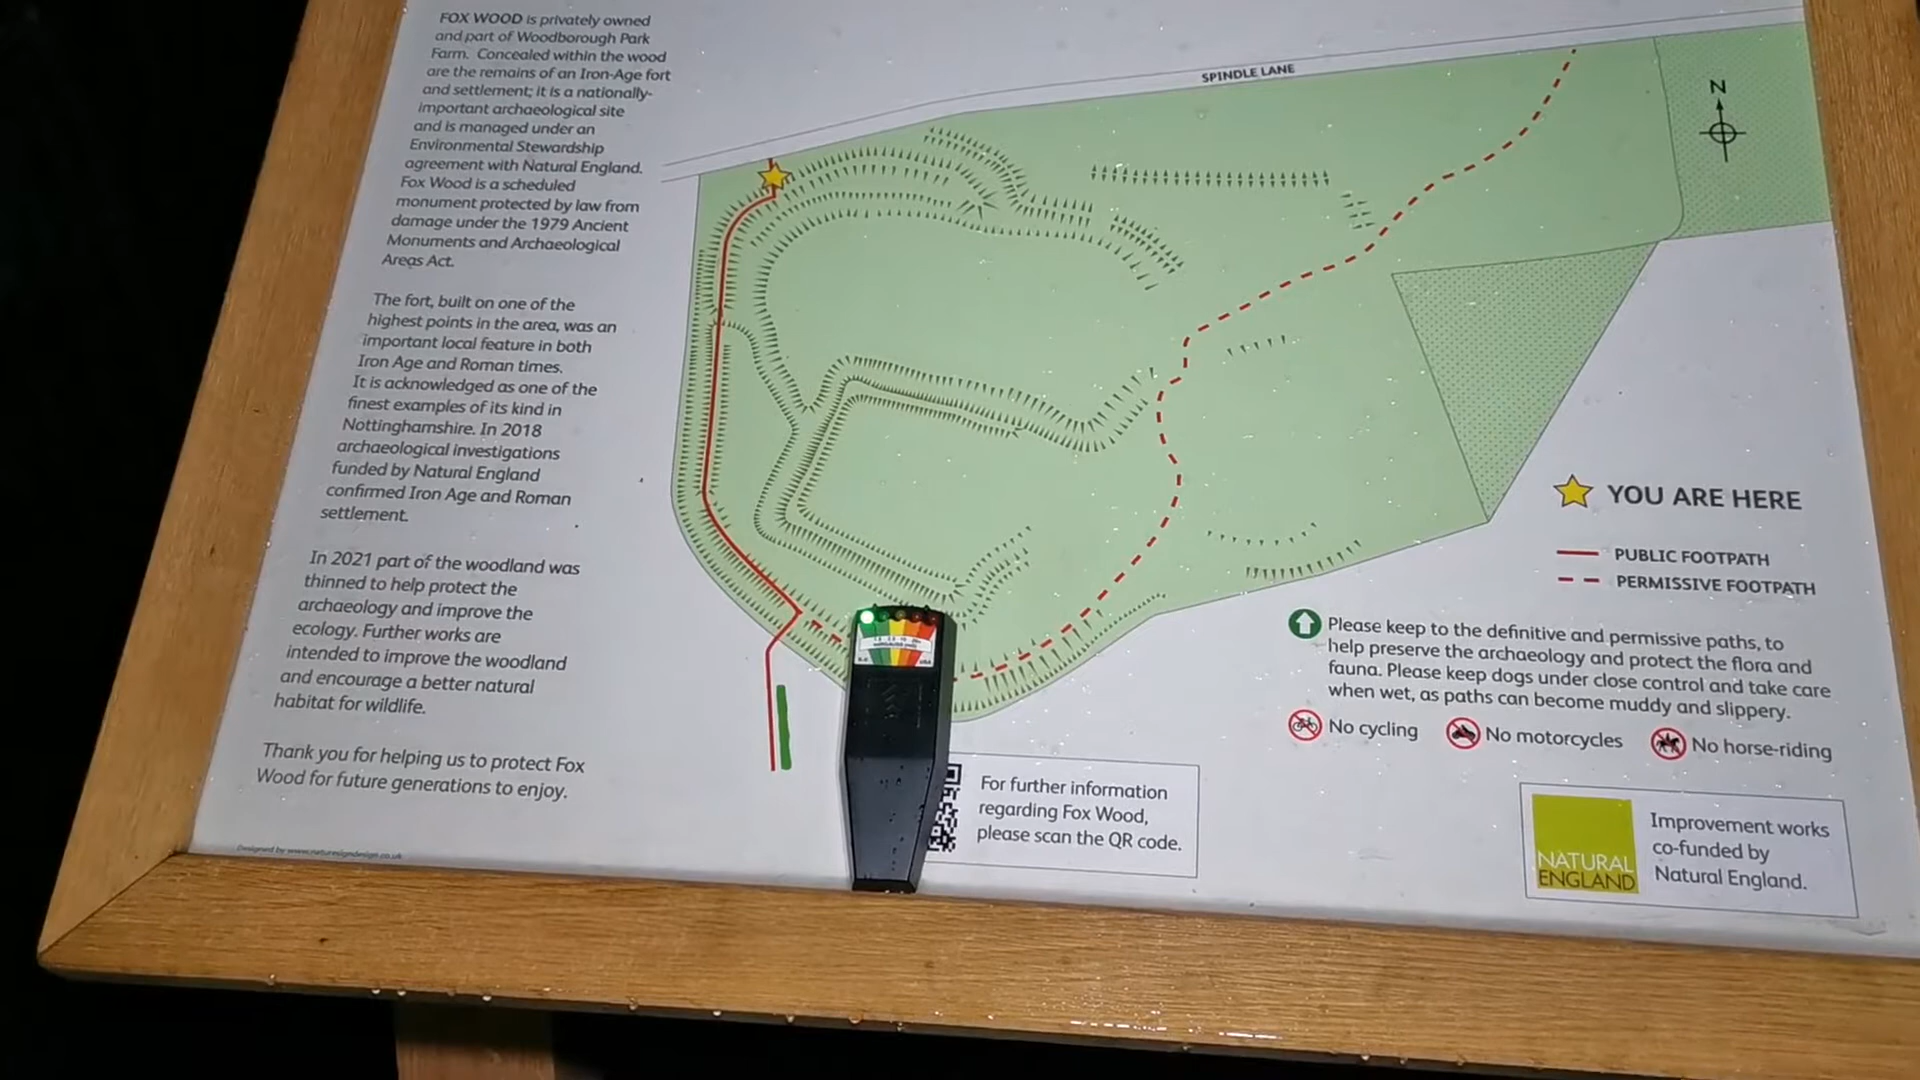 FOX WOOD is privately owned
and part of Woodborough Park
Farm. Concealed within the wood
are the remains of an Iron-Age fort
and settlement; it is a nationally-
important archaeological site
and is managed under an
Environmental Stewardship
agreement with Natural England.
Fox Wood is a scheduled
monument protected by law from
damage under the 1979 Ancient
Monuments and Archaeological
Areas Act.
The fort, built on one of the
highest points in the area, was an
important local feature in both
Iron Age and Roman times.
It is acknowledged as one of the
finest examples of its kind in
Nottinghamshire. In 2018
archaeological investigations
funded by Natural England
confirmed Iron Age and Roman
settlement.
In 2021 part of the woodland was
thinned to help protect the
archaeology and improve the
ecology. Further works are
intended to improve the woodland
and encourage a better natural
habitat for wildlife.
Thank you for helping us to protect Fox
Wood for future generations to enjoy.
Designed by www.naturesigndesign.co.uk
SPINDLE LANE
N
YOU ARE HERE
PUBLIC FOOTPATH
PERMISSIVE FOOTPATH
Please keep to the definitive and permissive paths, to
help preserve the archaeology and protect the flora and
fauna. Please keep dogs under close control and take care
when wet, as paths can become muddy and slippery.
No cycling
No motorcycles
No horse-riding
For further information
regarding Fox Wood,
please scan the QR code.
NATURAL
ENGLAND
Improvement works
co-funded by
Natural England.